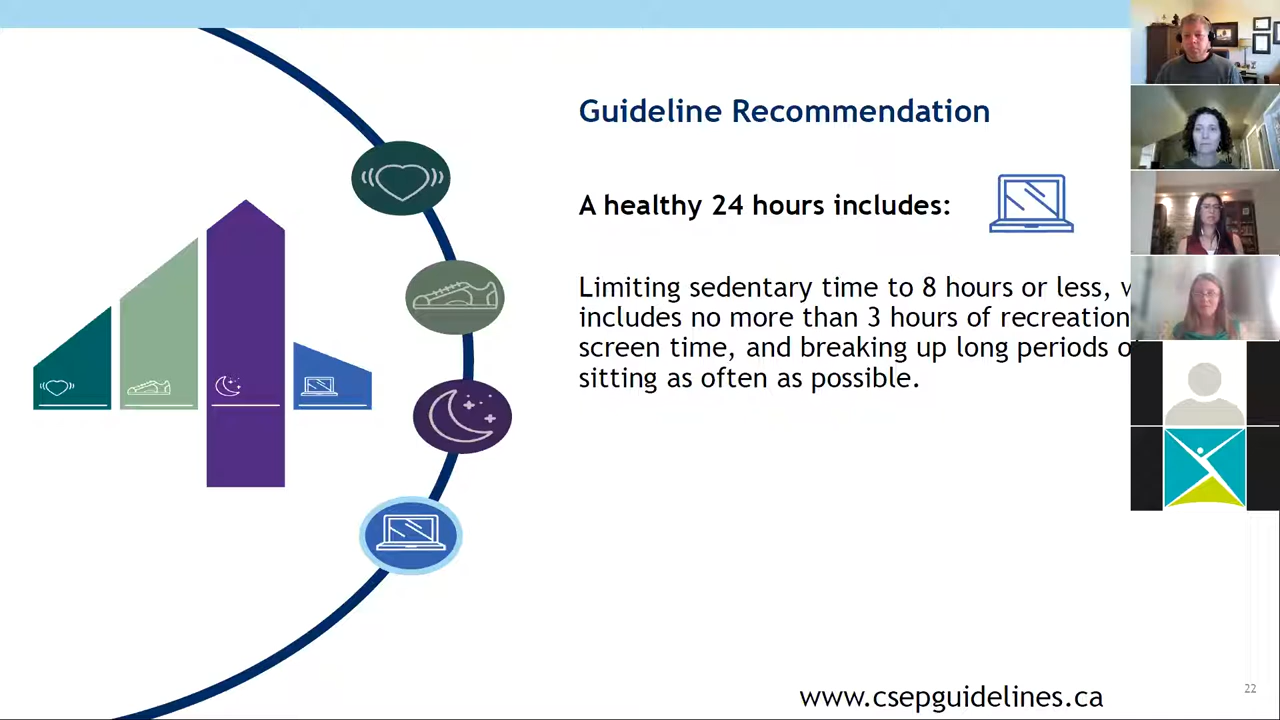 Guideline Recommendation
A healthy 24 hours includes:
Limiting sedentary time to 8 hours or less,
includes no more than 3 hours of recreation
screen time, and breaking up long periods
sitting as often as possible.
www.csepguidelines.ca
22